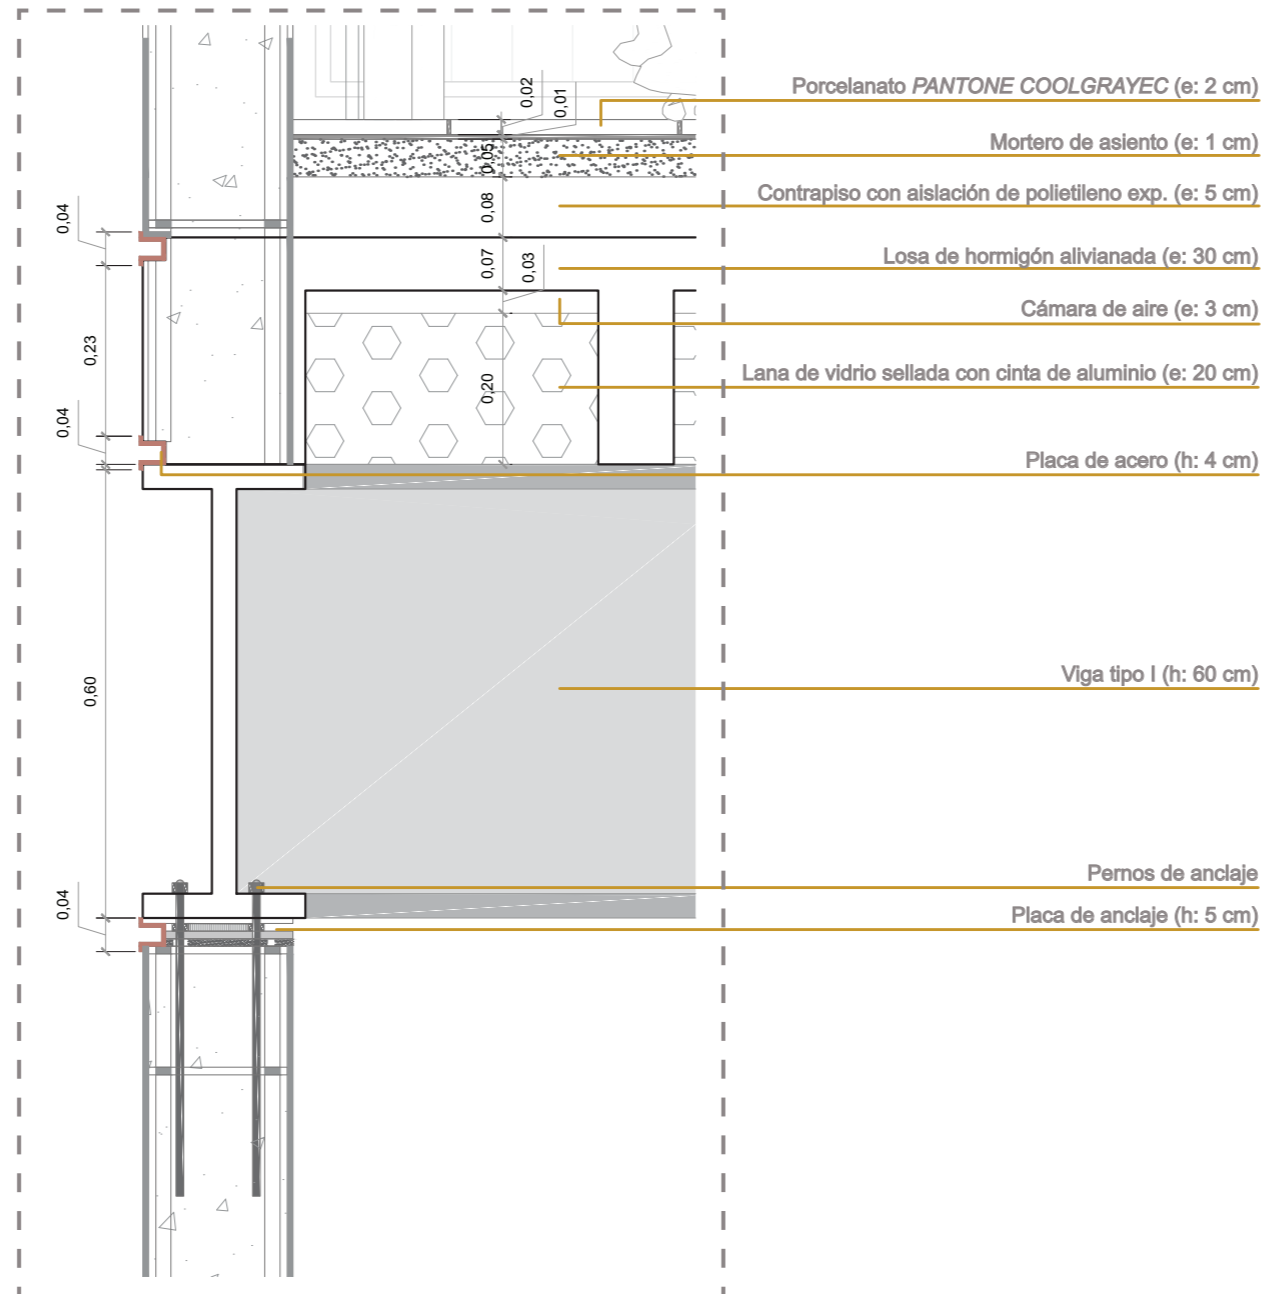 Porcelanato PANTONE COOLGRAYEC (e: 2 cm)
Mortero de asiento (e: 1 cm)
Contrapiso con aislación de polietileno exp. (e: 5 cm)
Losa de hormigón alivianada (e: 30 cm)
Cámara de aire (e: 3 cm)
Lana de vidrio sellada con cinta de aluminio (e: 20 cm)
Placa de acero (h: 4 cm)
Viga tipo I (h: 60 cm)
Pernos de anclaje
Placa de anclaje (h: 5 cm)
0,02
0,01
0,05
0,08
0,07
0,03
0,20
0,04
0,23
0,04
0,60
0,04